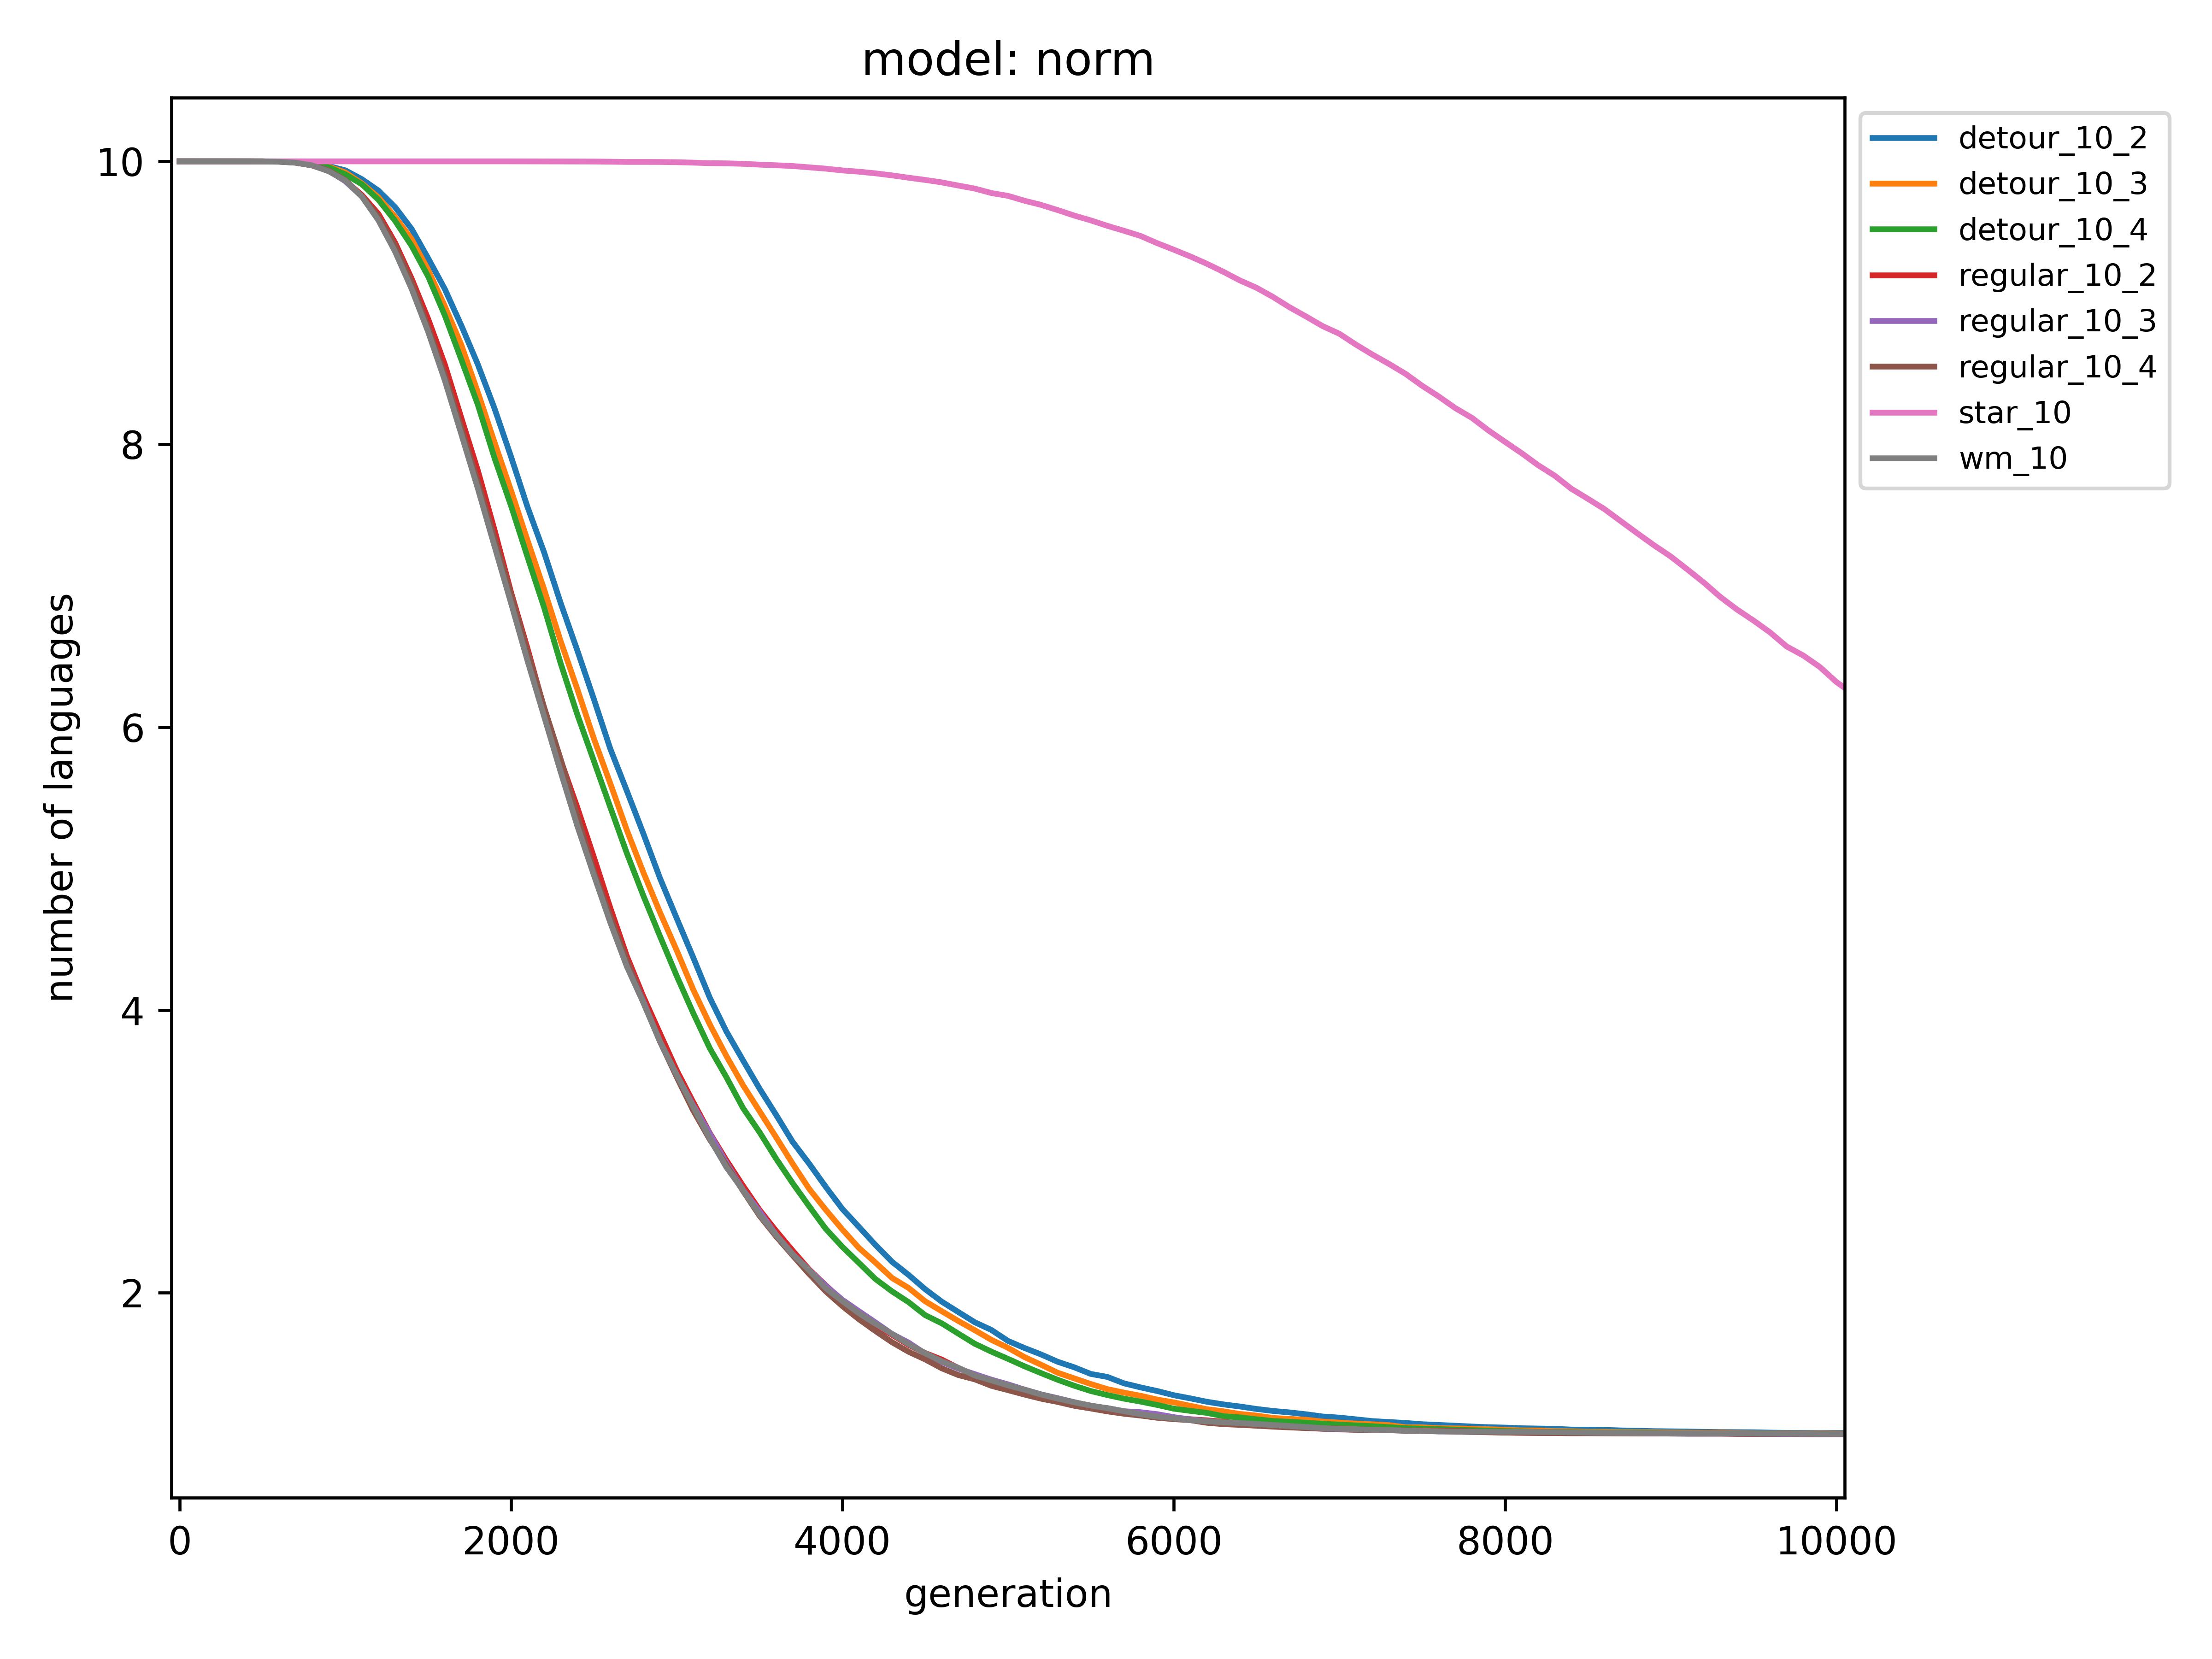 model: norm
detour_10_2
detour_10_3
detour_10_4
regular_10_2
regular_10_3
regular_10_4
star_10
wm_10
number of languages
10
8
6
4
2
0 2000 4000 6000 8000 10000
generation